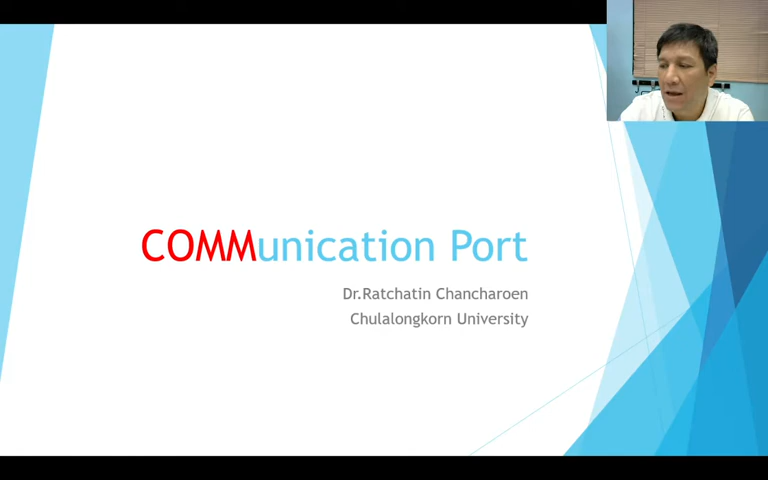 COMMunication Port
Dr.Ratchatin Chancharoen
Chulalongkorn University